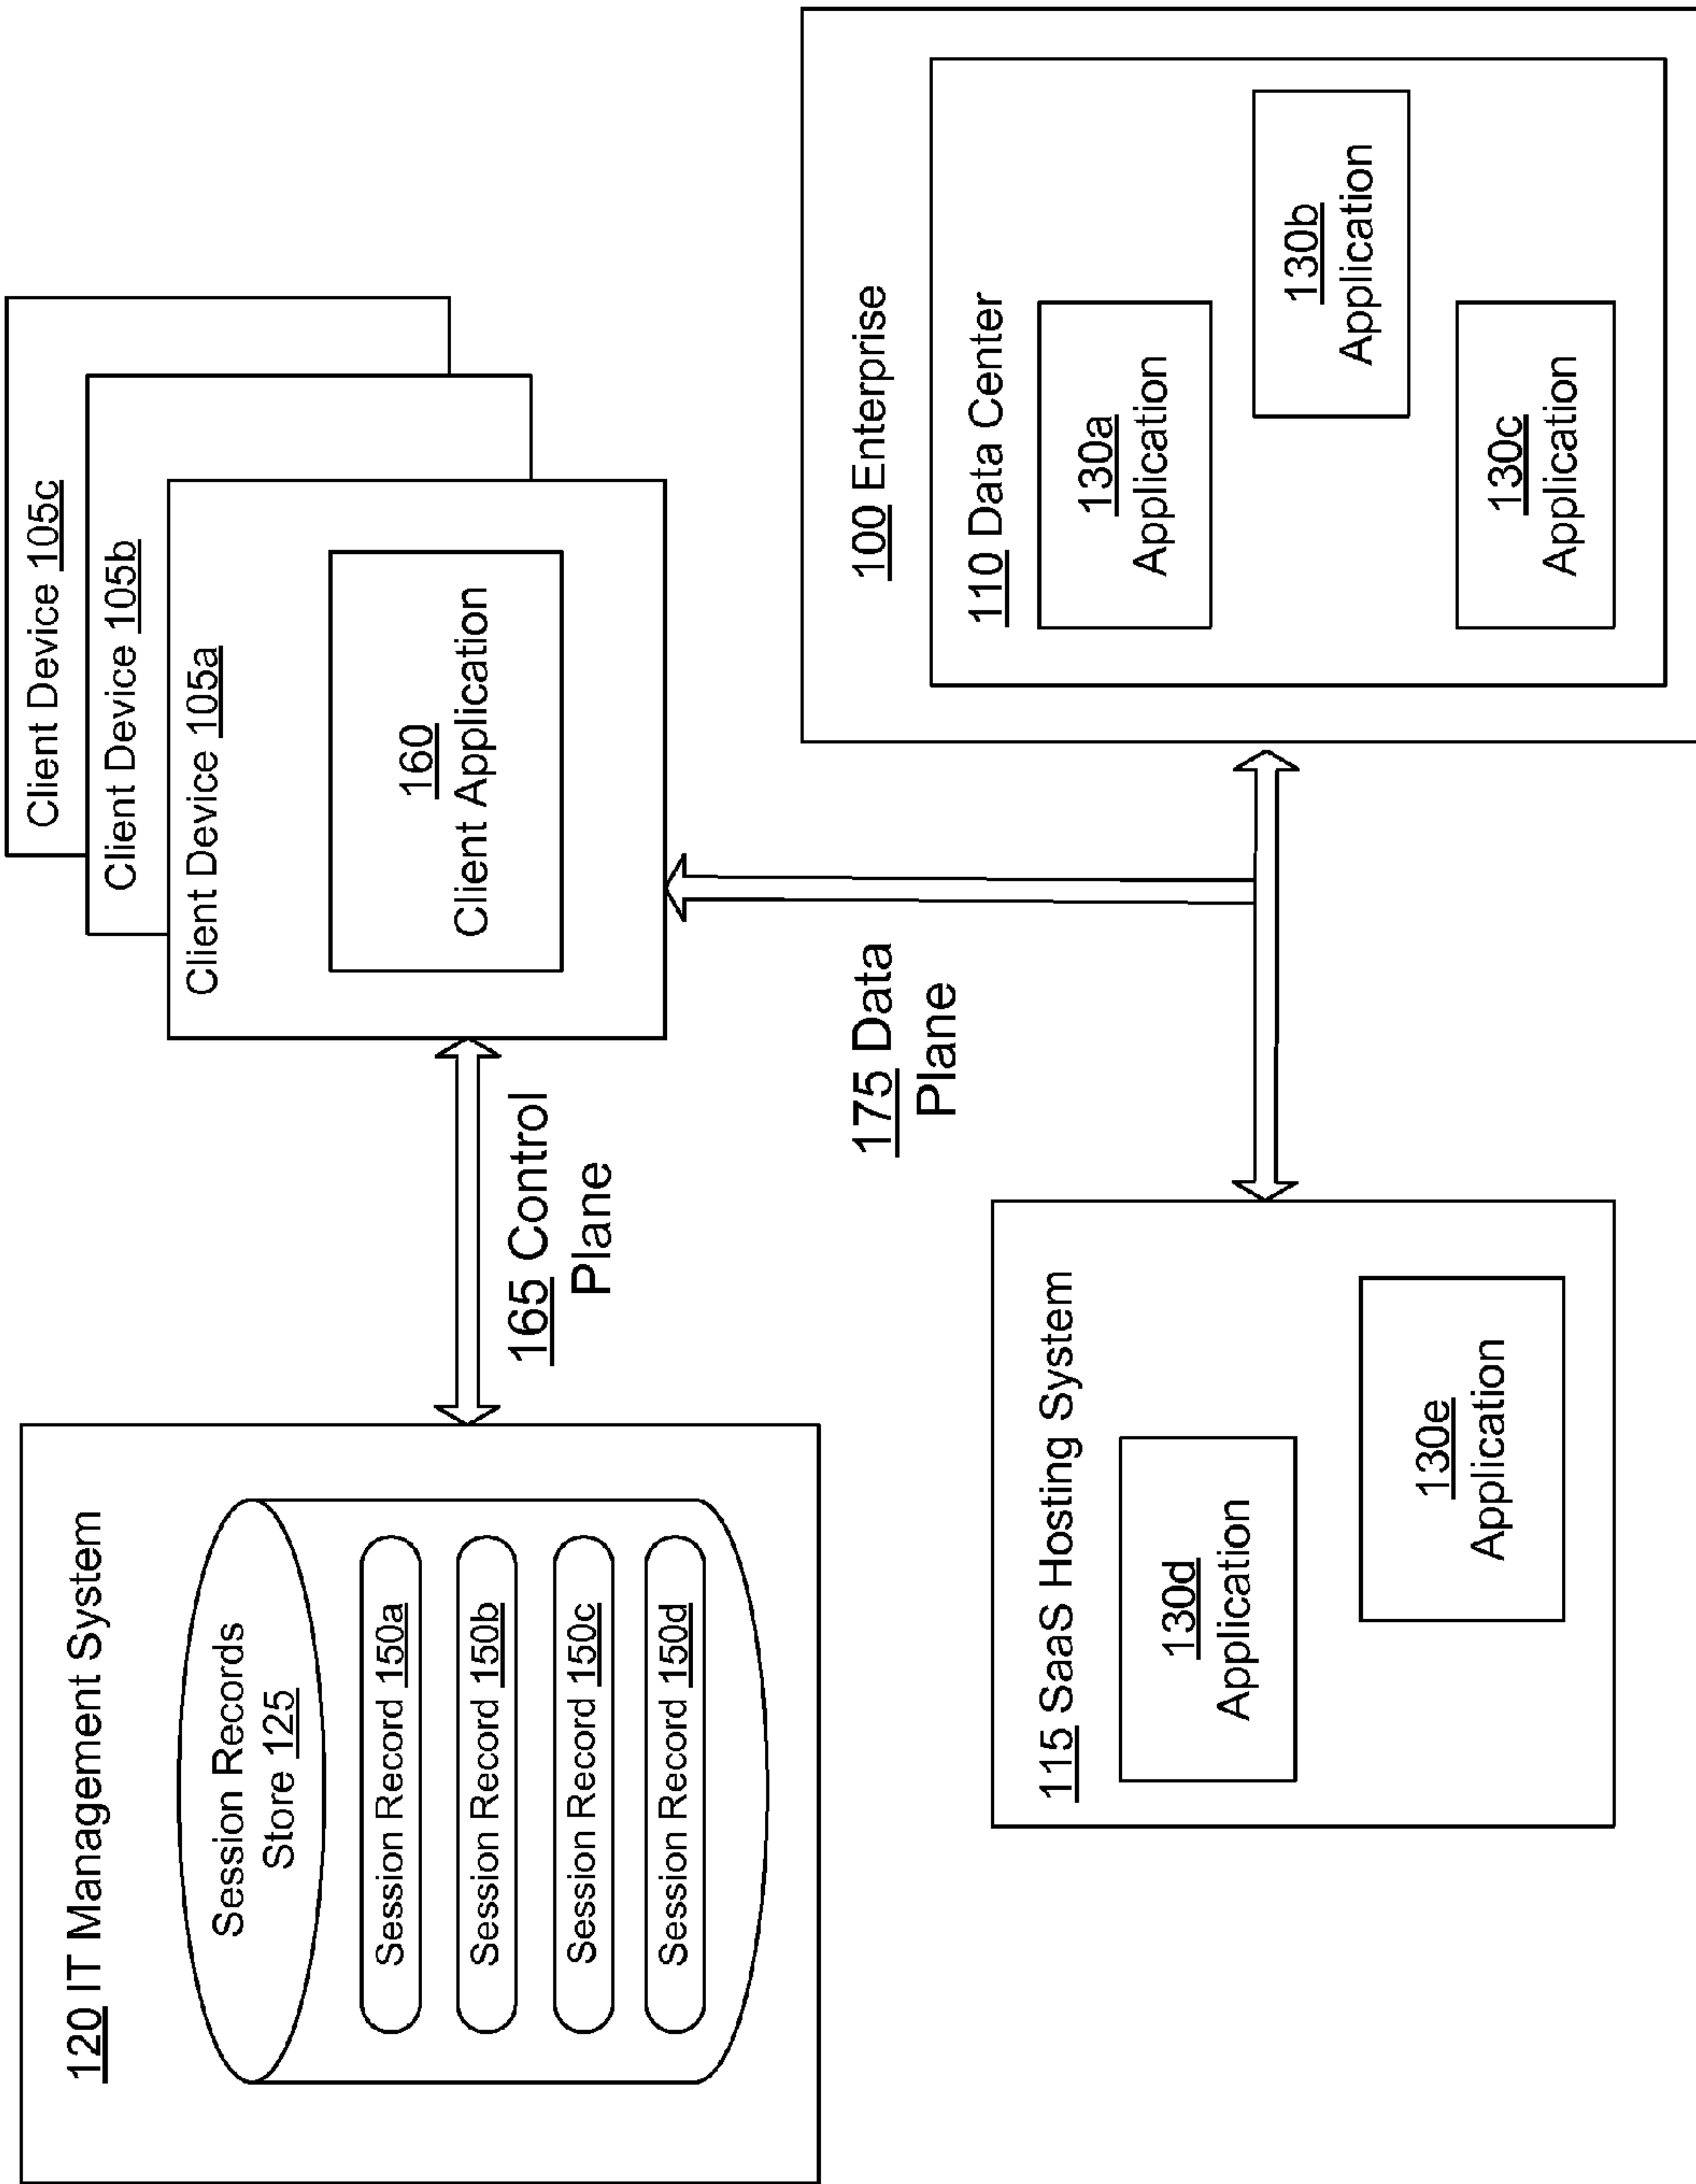 120 IT Management System
Session Records
Store 125
Session Record 150a
Session Record 150b
Session Record 150c
Session Record 150d
165 Control
Plane
Client Device 105c
Client Device 105b
Client Device 105a
160
Client Application
175 Data
Plane
115 SaaS Hosting System
130d
Application
130e
Application
100 Enterprise
110 Data Center
130a
Application
130b
Application
130c
Application